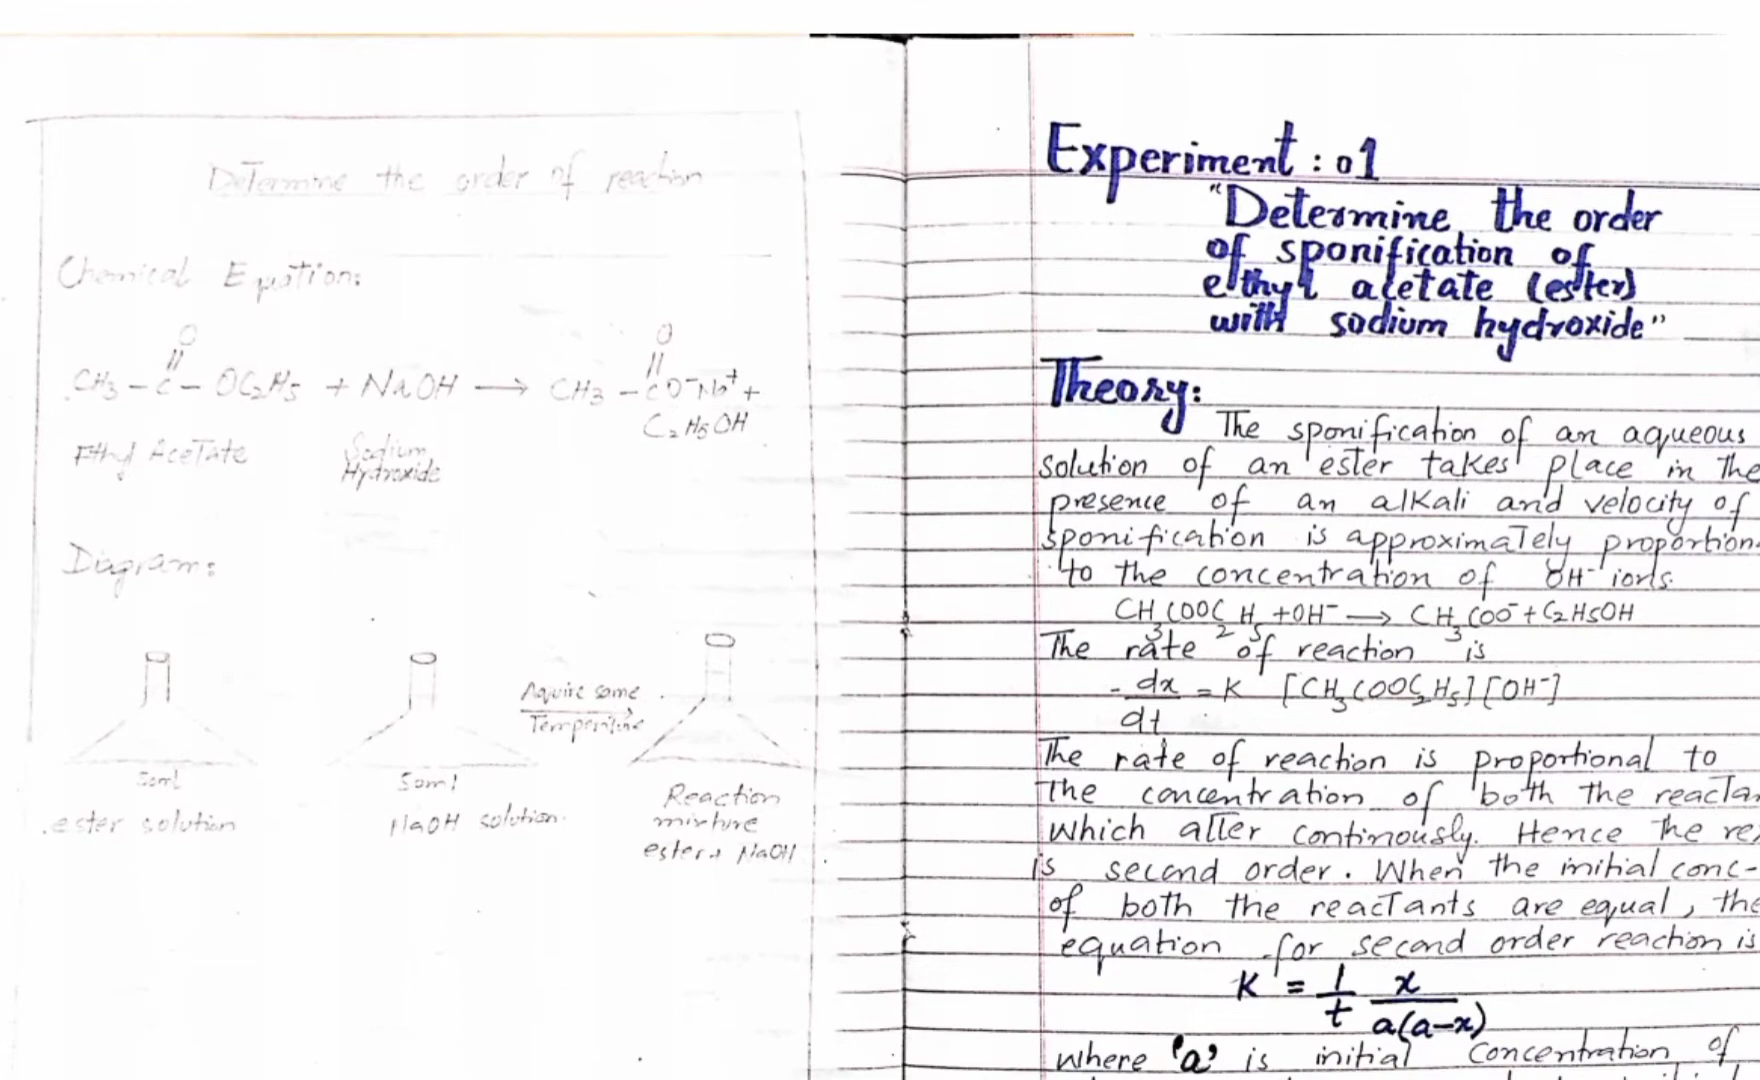 Determine the order of reaction
Chemical Equation:
O
||
CH3 - C - OC2H5 + NaOH → CH3 - C O⁻Na⁺ +
O
||
C2H5OH
Ethyl AceTate
Sodium
Hydroxide
Diagram:
Aquire some
Temperature
50ml
ester solution
50ml
NaOH solution.
Reaction
mixture
ester + NaOH
Experiment : 01
"Determine the order
of sponification of
ethyl acetate (ester)
with sodium hydroxide"
Theory:
The sponification of an aqueous
solution of an ester takes place in the
presence of an alkali and velocity of
sponification is approximaTely proportion
to the concentration of OH⁻ ions.
CH3COOC2H5 + OH⁻ → CH3COO⁻ + C2H5OH
The rate of reaction is
- dx/dt = K [CH3COOC2H5][OH⁻]
The rate of reaction is proportional to
The concentration of both the reacta
which alter continously. Hence The re
is second order. When the initial conc-
of both the reacTants are equal, the
equation for second order reaction is
K = 1/t x/a(a-x)
where 'a' is initial concentration of